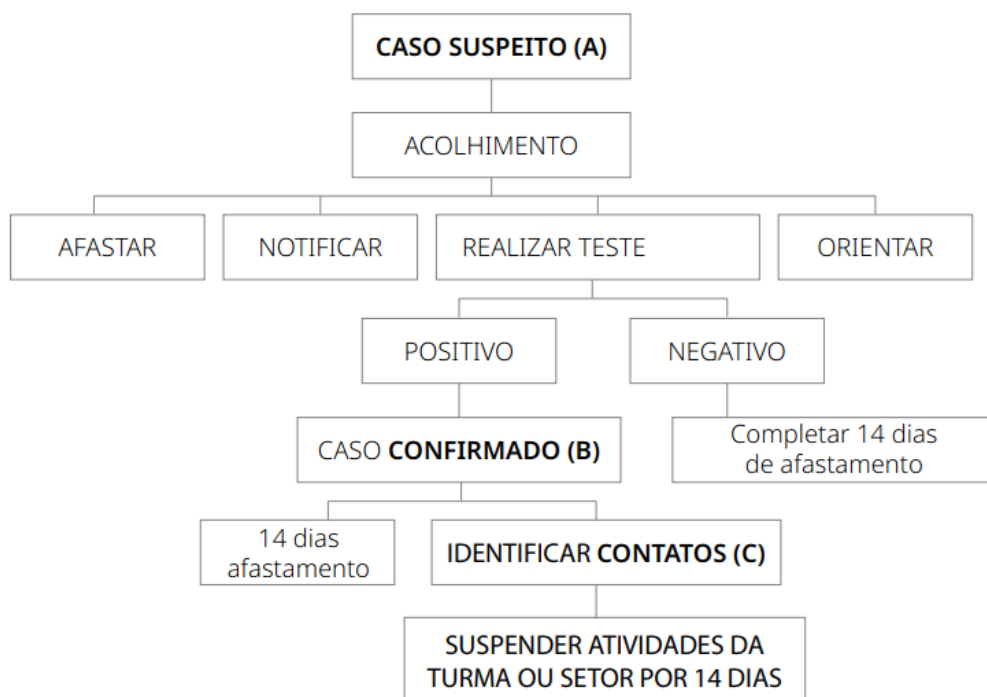 CASO SUSPEITO (A)
ACOLHIMENTO
AFASTAR
NOTIFICAR
REALIZAR TESTE
ORIENTAR
POSITIVO
NEGATIVO
CASO CONFIRMADO (B)
Completar 14 dias
de afastamento
14 dias
afastamento
IDENTIFICAR CONTATOS (C)
SUSPENDER ATIVIDADES DA
TURMA OU SETOR POR 14 DIAS